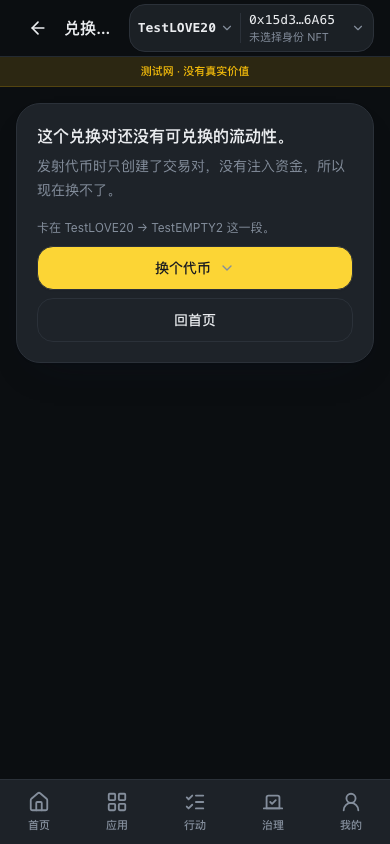 兑换...
TestLOVE20
0x15d3…6A65
未选择身份 NFT
测试网 · 没有真实价值
这个兑换对还没有可兑换的流动性。
发射代币时只创建了交易对，没有注入资金，所以
现在换不了。
卡在 TestLOVE20 → TestEMPTY2 这一段。
换个代币
回首页
首页
应用
行动
治理
我的